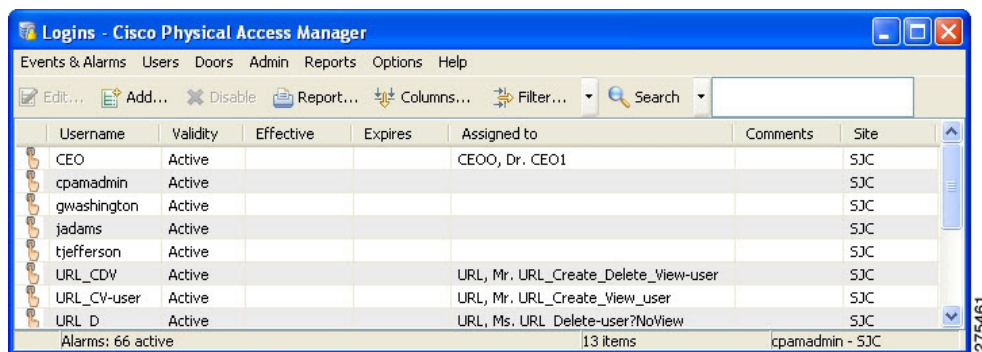 Logins - Cisco Physical Access Manager
Events & Alarms Users Doors Admin Reports Options Help
Edit... Add... Disable Report... Columns... Filter... Search
Username Validity Effective Expires Assigned to Comments Site
CEO Active CEOO, Dr. CEO1 SJC
cpamadmin Active SJC
gwashington Active SJC
jadams Active SJC
tjefferson Active SJC
URL_CDV Active URL, Mr. URL_Create_Delete_View-user SJC
URL_CV-user Active URL, Mr. URL_Create_View_user SJC
URL_D Active URL, Ms. URL_Delete-user?NoView SJC
Alarms: 66 active 13 items cpamadmin - SJC
275461